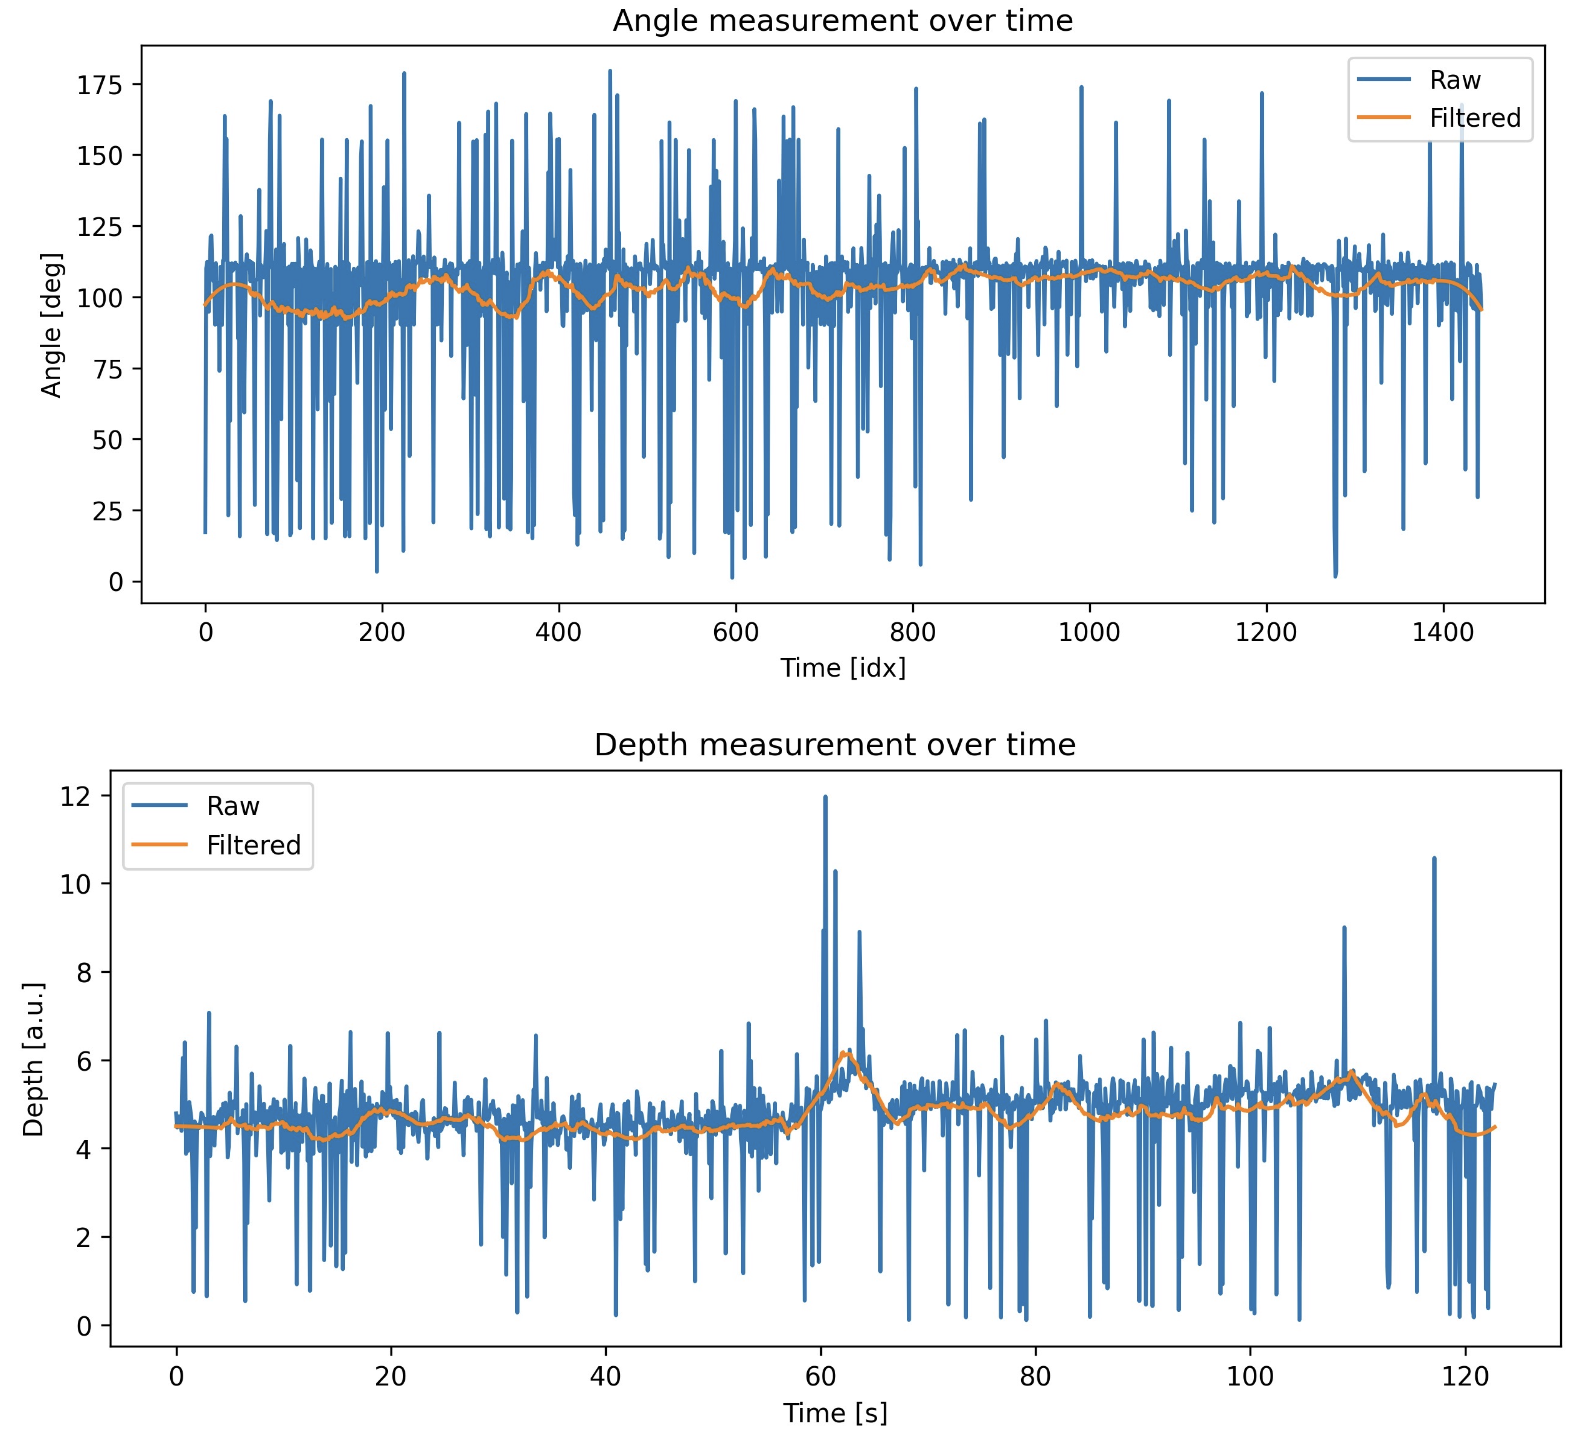 Angle measurement over time
Raw
Filtered
175
150
125
100
75
50
25
0
Angle [deg]
0 200 400 600 800 1000 1200 1400
Time [idx]
Depth measurement over time
Raw
Filtered
12
10
8
6
4
2
0
Depth [a.u.]
0 20 40 60 80 100 120
Time [s]